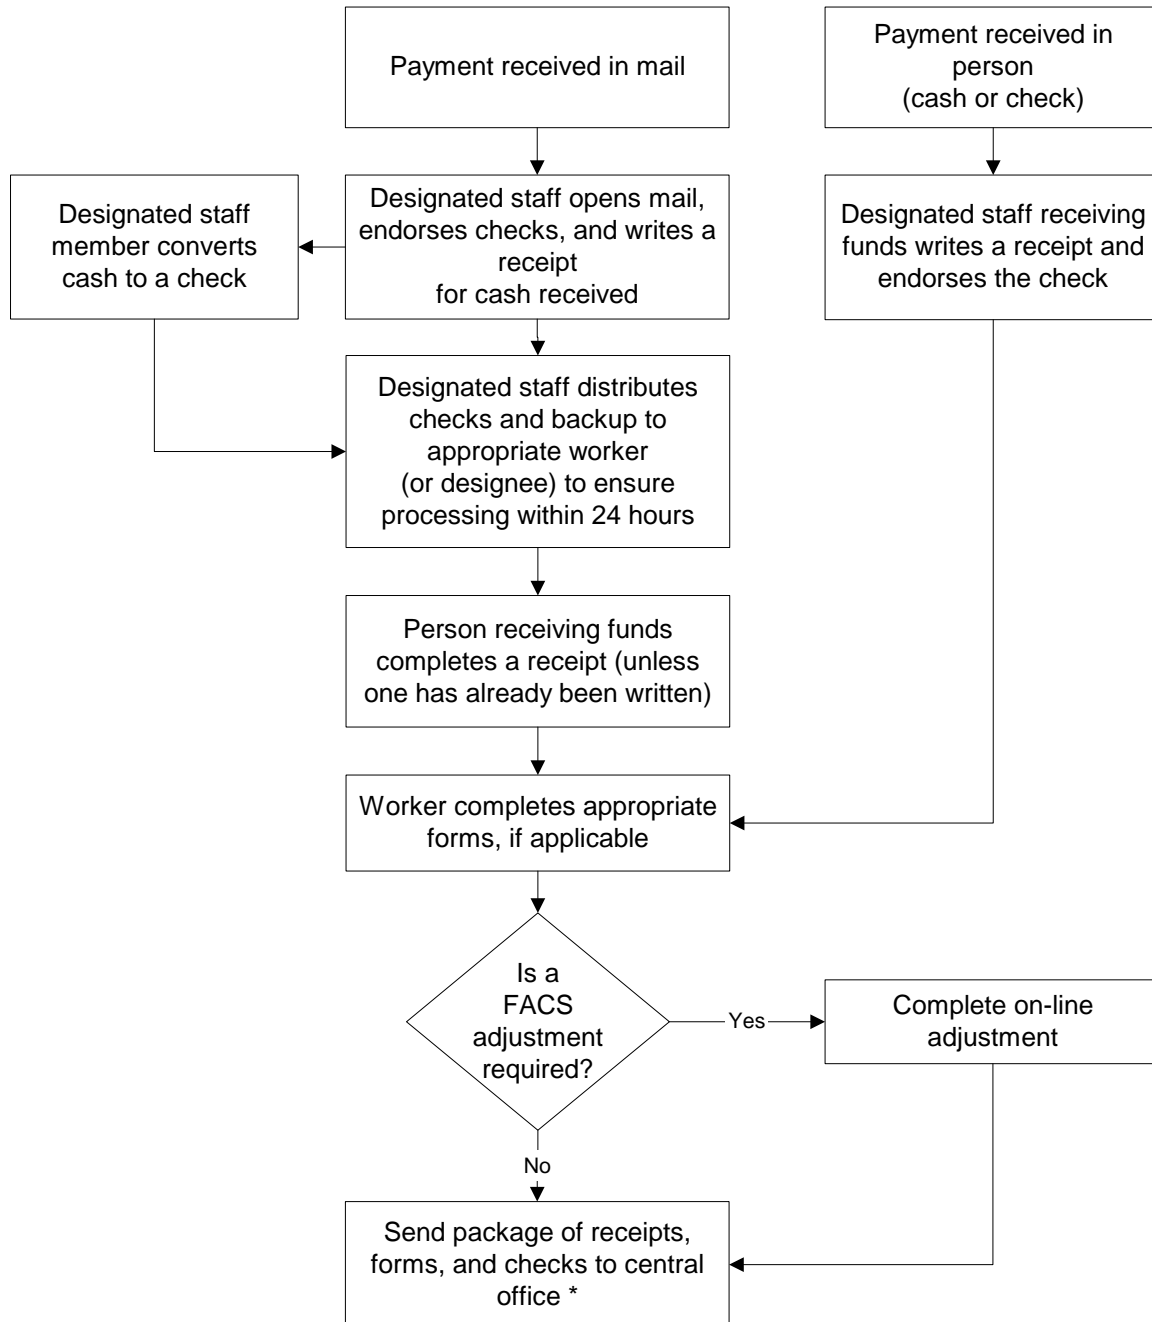 Payment received in mail
Payment received in
person
(cash or check)
Designated staff
member converts
cash to a check
Designated staff opens mail,
endorses checks, and writes a
receipt
for cash received
Designated staff receiving
funds writes a receipt and
endorses the check
Designated staff distributes
checks and backup to
appropriate worker
(or designee) to ensure
processing within 24 hours
Person receiving funds
completes a receipt (unless
one has already been written)
Worker completes appropriate
forms, if applicable
Is a
FACS
adjustment
required?
Yes
Complete on-line
adjustment
No
Send package of receipts,
forms, and checks to central
office *